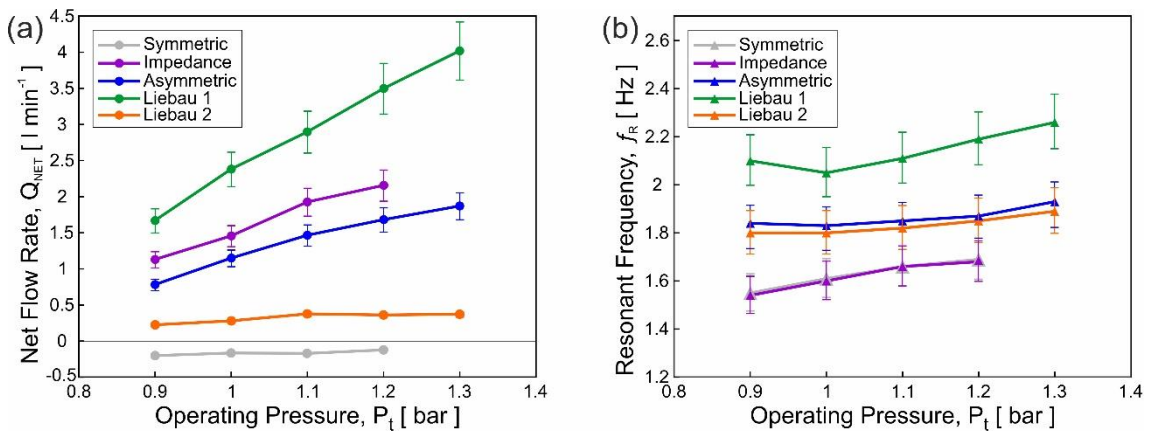 (a)
Net Flow Rate, Q_NET [ l min⁻¹ ]
4.5
4
3.5
3
2.5
2
1.5
1
0.5
0
-0.5
Symmetric
Impedance
Asymmetric
Liebau 1
Liebau 2
0.8 0.9 1 1.1 1.2 1.3 1.4
Operating Pressure, P_t [ bar ]
(b)
Resonant Frequency, f_R [ Hz ]
2.6
2.4
2.2
2
1.8
1.6
1.4
1.2
Symmetric
Impedance
Asymmetric
Liebau 1
Liebau 2
0.8 0.9 1 1.1 1.2 1.3 1.4
Operating Pressure, P_t [ bar ]